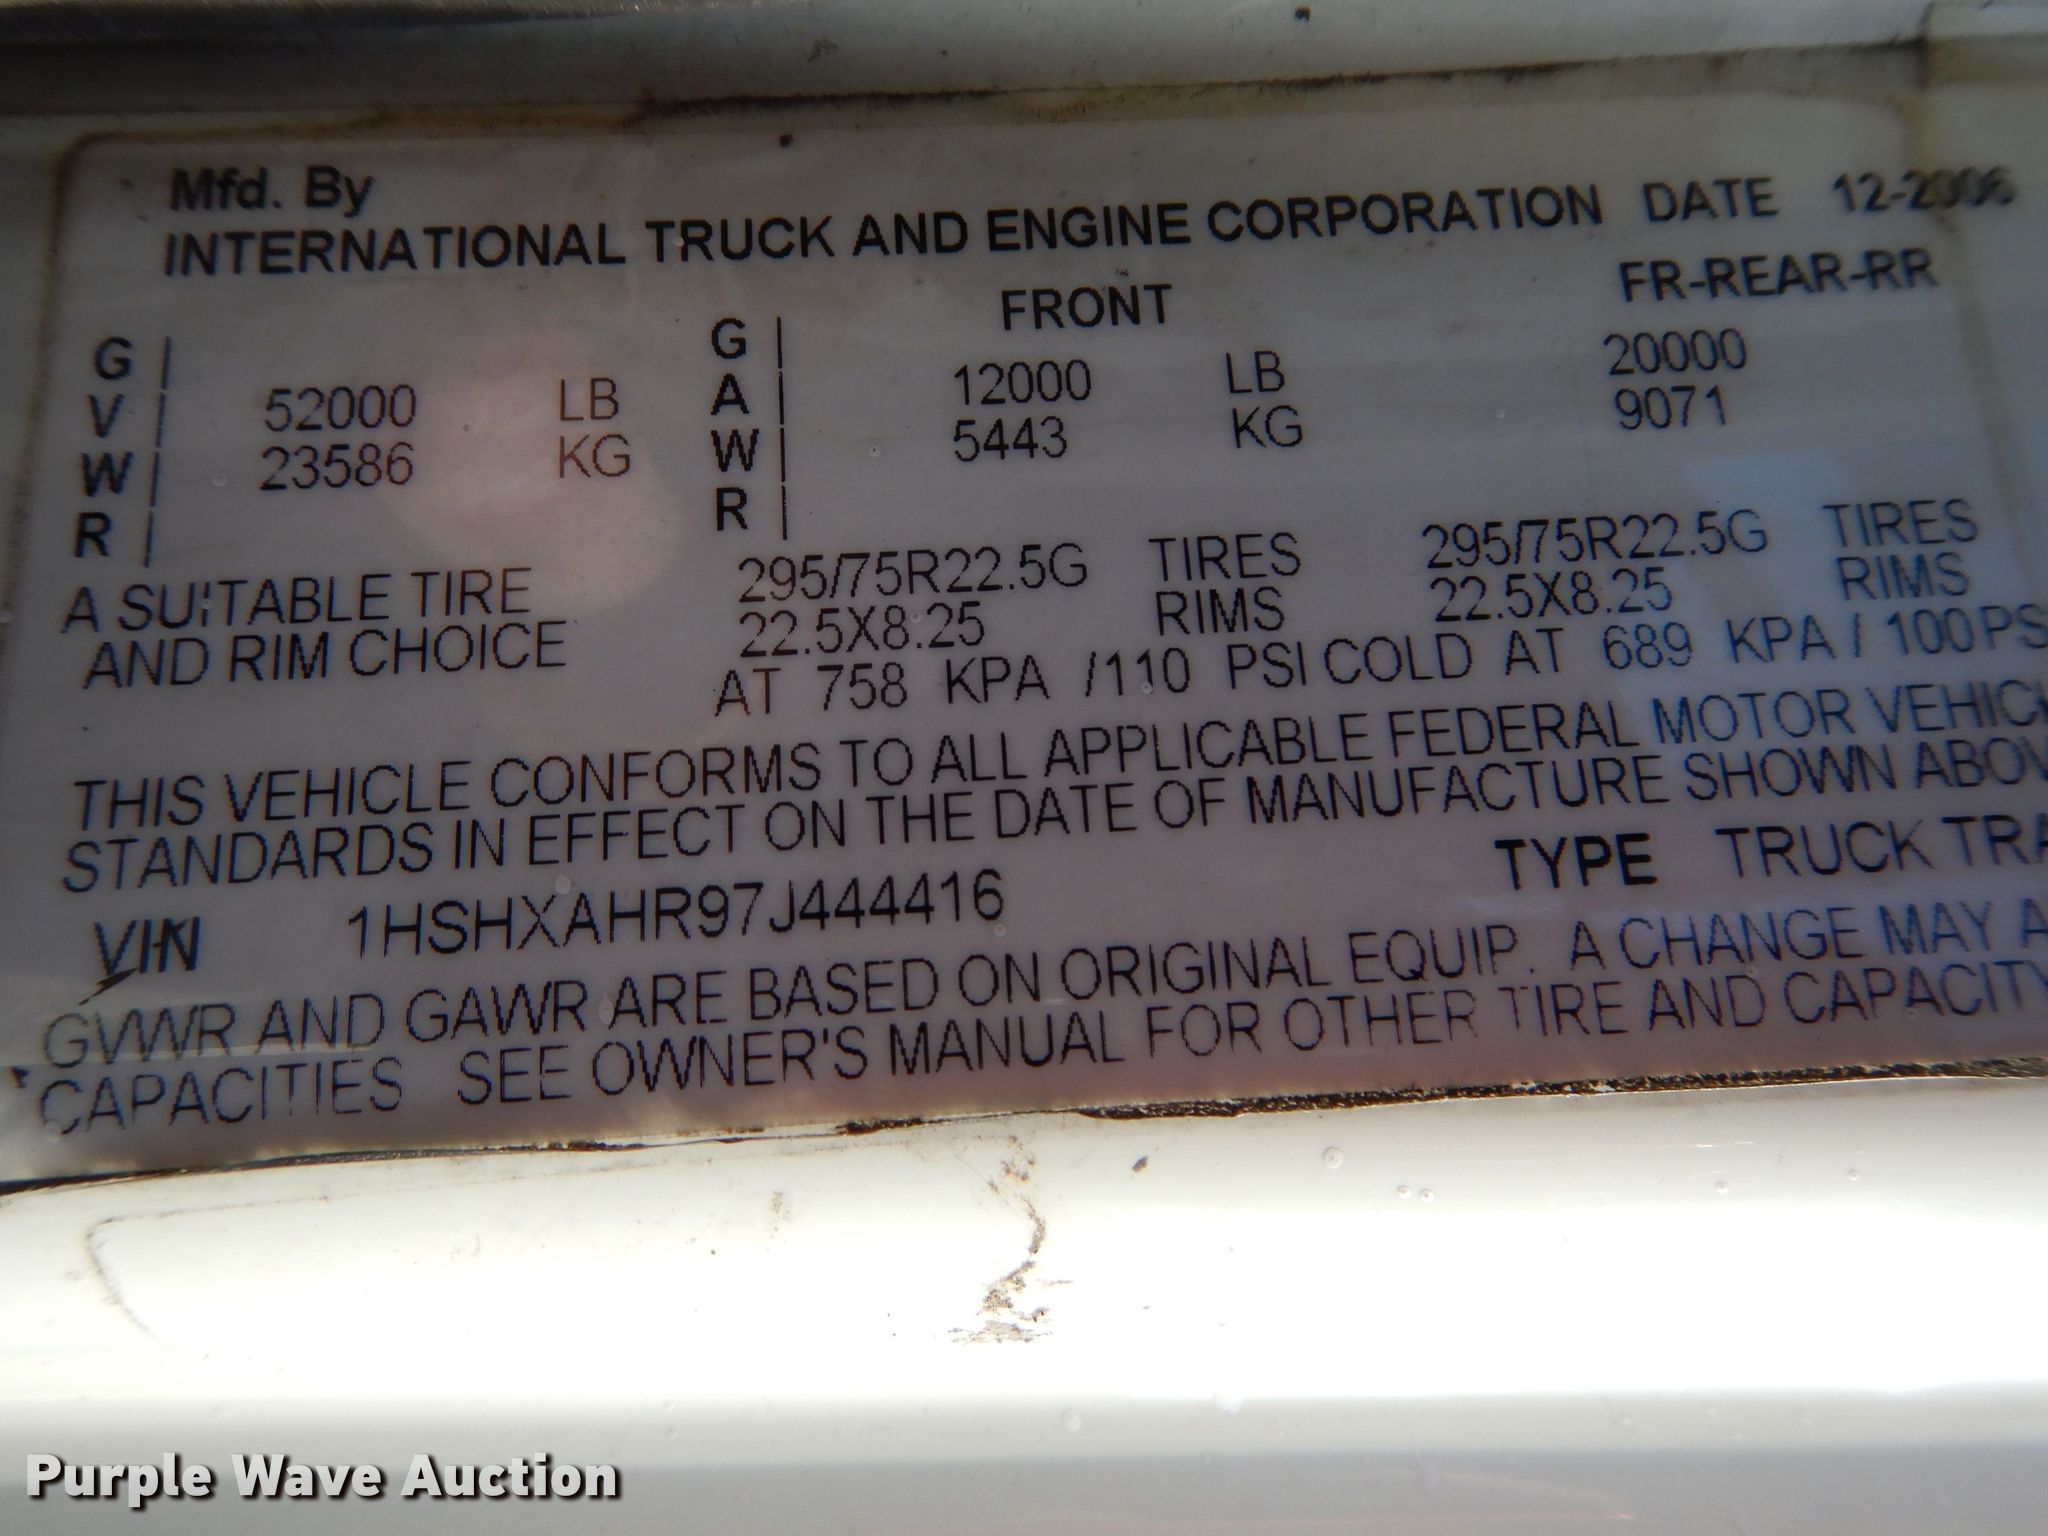 Mfd. By
INTERNATIONAL TRUCK AND ENGINE CORPORATION DATE 12-2006
FRONT FR-REAR-RR
G G
V 52000 LB A 12000 LB 20000
W 23586 KG W 5443 KG 9071
R R
A SUITABLE TIRE 295/75R22.5G TIRES 295/75R22.5G TIRES
AND RIM CHOICE 22.5X8.25 RIMS 22.5X8.25 RIMS
AT 758 KPA /110 PSI COLD AT 689 KPA / 100 PS
THIS VEHICLE CONFORMS TO ALL APPLICABLE FEDERAL MOTOR VEHIC
STANDARDS IN EFFECT ON THE DATE OF MANUFACTURE SHOWN ABOV
VIN 1HSHXAHR97J444416 TYPE TRUCK TRA
GVWR AND GAWR ARE BASED ON ORIGINAL EQUIP. A CHANGE MAY A
CAPACITIES SEE OWNER'S MANUAL FOR OTHER TIRE AND CAPACITY
Purple Wave Auction